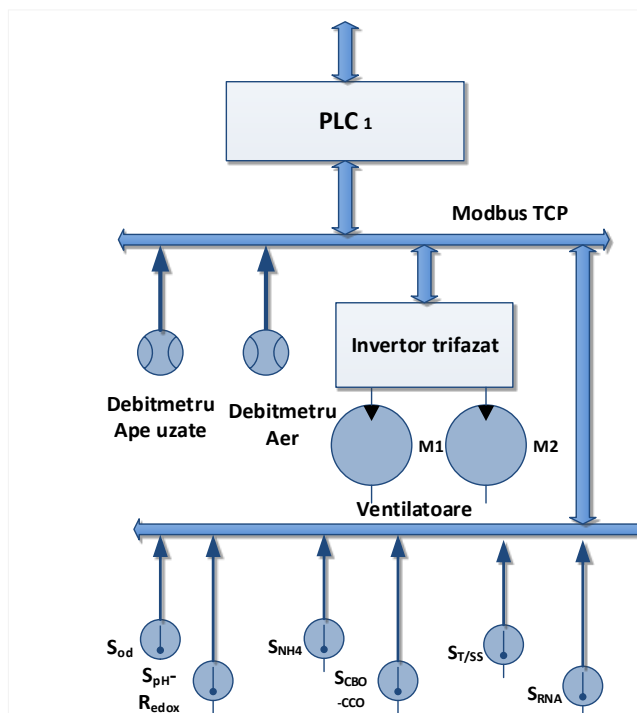 PLC 1
Modbus TCP
Invertor trifazat
Debitmetru
Ape uzate
Debitmetru
Aer
M1
M2
Ventilatoare
Sod
SpH-
Redox
SNH4
SCBO
-CCO
ST/SS
SRNA